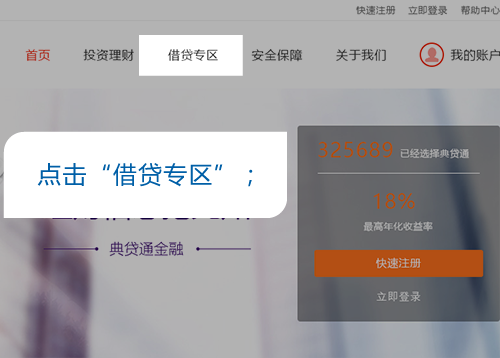 快速注册 立即登录 帮助中心
首页 投资理财 借贷专区 安全保障 关于我们 我的账户
325689 已经选择典贷通
点击“借贷专区”；
18%
最高年化收益率
典贷通金融
快速注册
立即登录